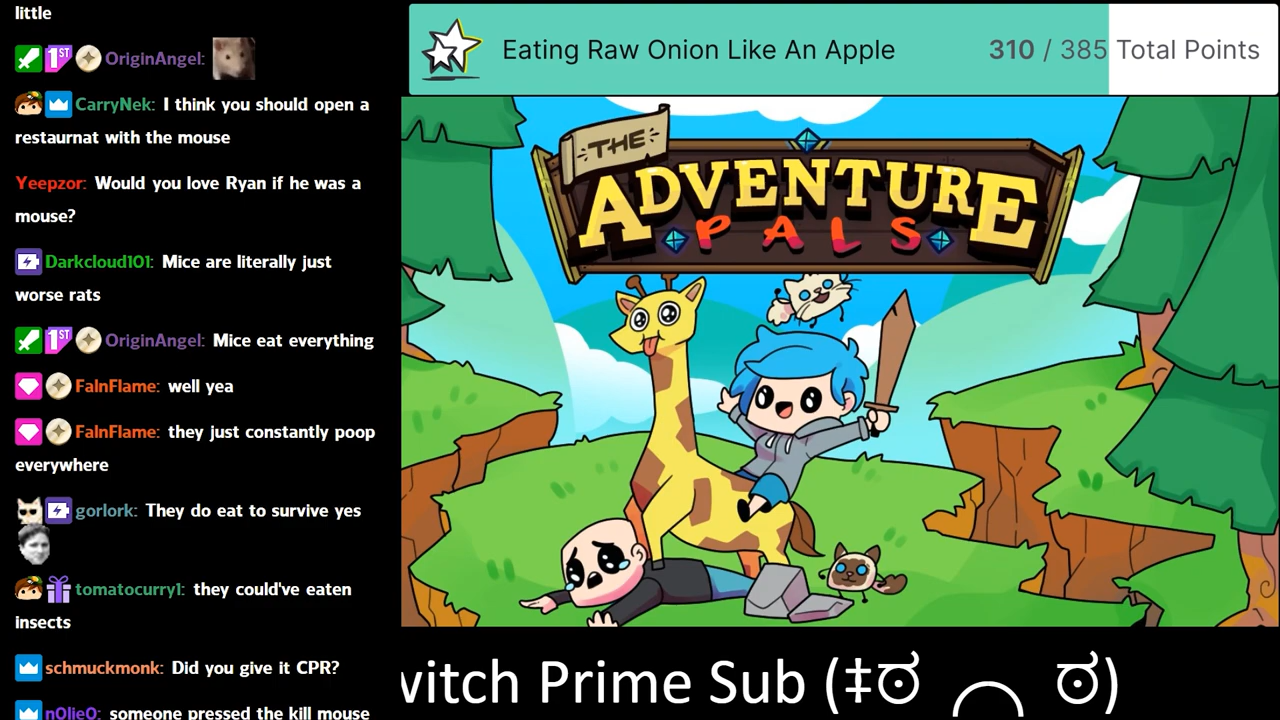 little
OriginAngel:
CarryNek: I think you should open a
restaurnat with the mouse
Yeepzor: Would you love Ryan if he was a
mouse?
Darkcloud101: Mice are literally just
worse rats
OriginAngel: Mice eat everything
FalnFlame: well yea
FalnFlame: they just constantly poop
everywhere
gorlork: They do eat to survive yes
tomatocurry1: they could've eaten
insects
schmuckmonk: Did you give it CPR?
n0lie0: someone pressed the kill mouse
Eating Raw Onion Like An Apple 310 / 385 Total Points
THE
ADVENTURE
PALS
witch Prime Sub (‡ಠ ⁀ ಠ)